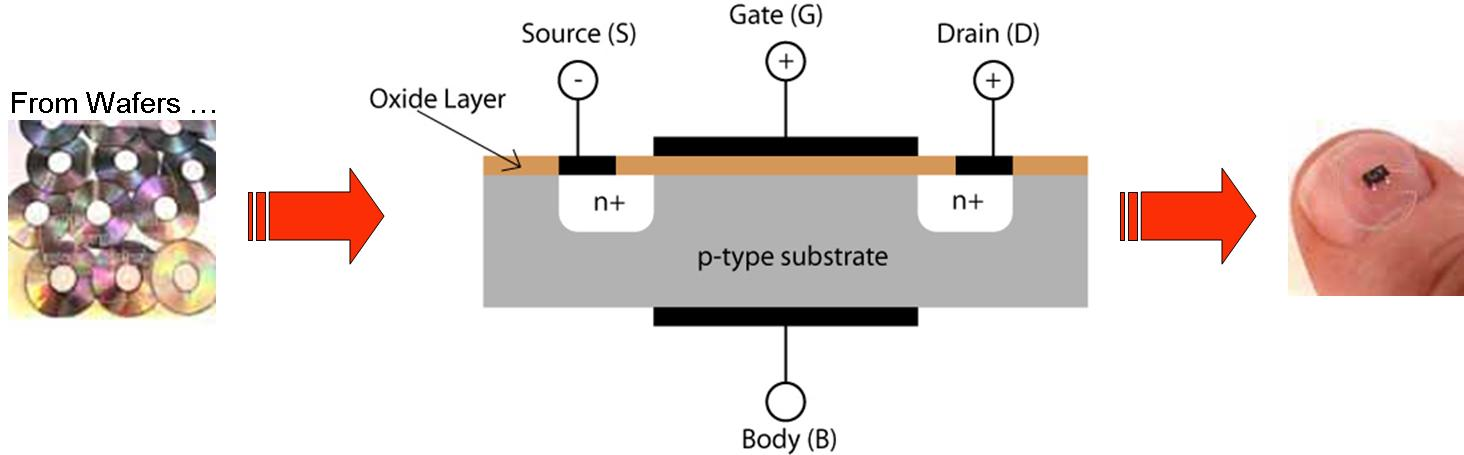 From Wafers ...
Oxide Layer
Source (S)
Gate (G)
Drain (D)
-
+
+
n+
n+
p-type substrate
Body (B)